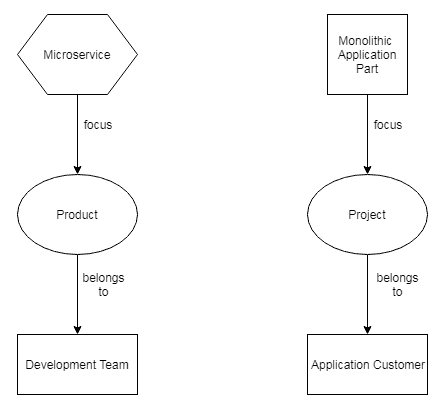 Microservice
focus
Product
belongs
to
Development Team
Monolithic
Application
Part
focus
Project
belongs
to
Application Customer